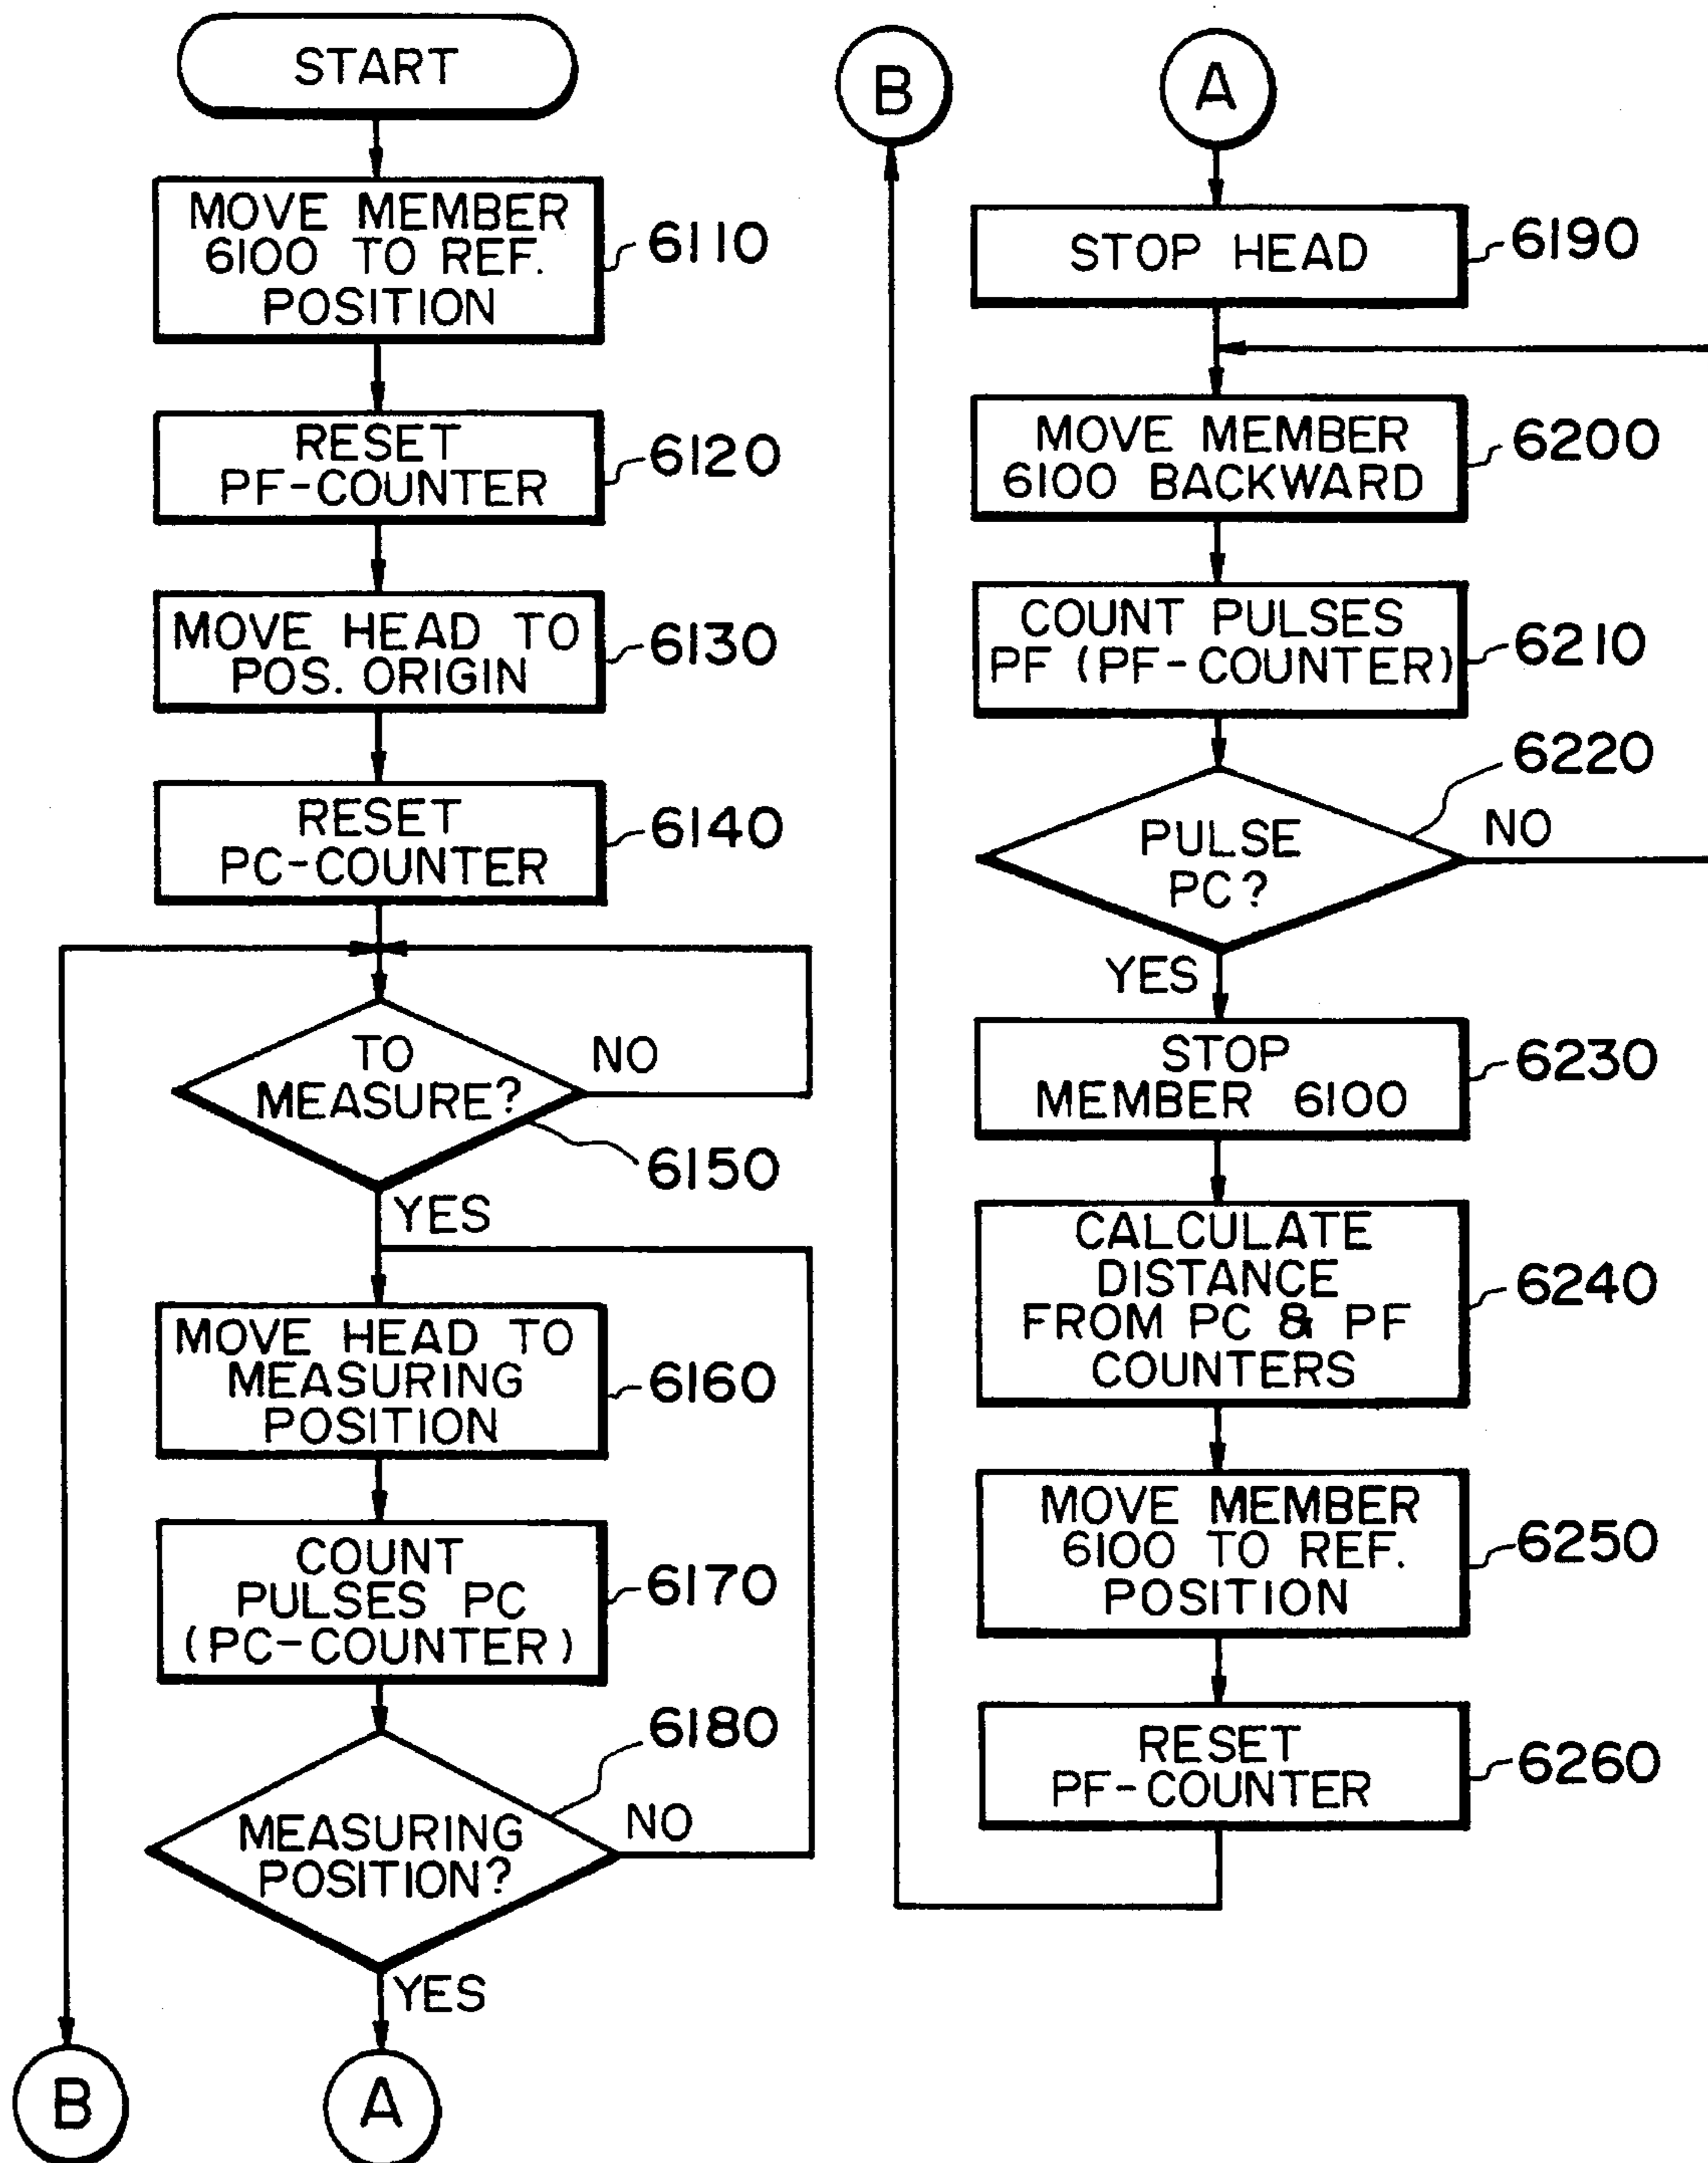 START
MOVE MEMBER
6100 TO REF.
POSITION
6110
RESET
PF-COUNTER
6120
MOVE HEAD TO
POS. ORIGIN
6130
RESET
PC-COUNTER
6140
TO
MEASURE?
NO
6150
YES
MOVE HEAD TO
MEASURING
POSITION
6160
COUNT
PULSES PC
(PC-COUNTER)
6170
6180
MEASURING
POSITION?
NO
YES
B
A
B
A
STOP HEAD
6190
MOVE MEMBER
6100 BACKWARD
6200
COUNT PULSES
PF (PF-COUNTER)
6210
6220
PULSE
PC?
NO
YES
STOP
MEMBER 6100
6230
CALCULATE
DISTANCE
FROM PC & PF
COUNTERS
6240
MOVE MEMBER
6100 TO REF.
POSITION
6250
RESET
PF-COUNTER
6260